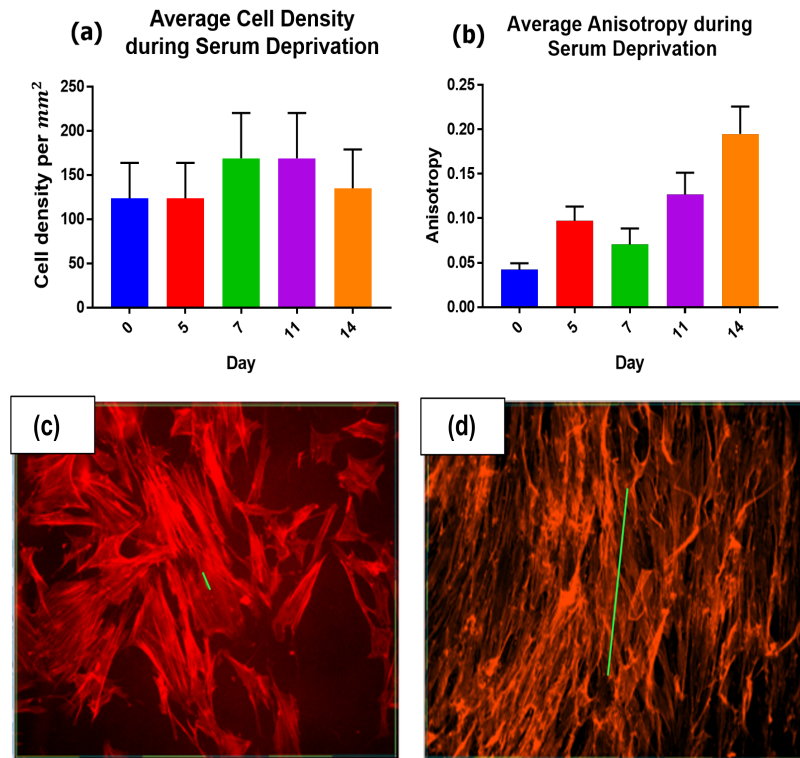 (a)
Average Cell Density
during Serum Deprivation
Cell density per mm²
250
200
150
100
50
0
0
5
7
11
14
Day
(b)
Average Anisotropy during
Serum Deprivation
Anisotropy
0.25
0.20
0.15
0.10
0.05
0.00
0
5
7
11
14
Day
(c)
(d)